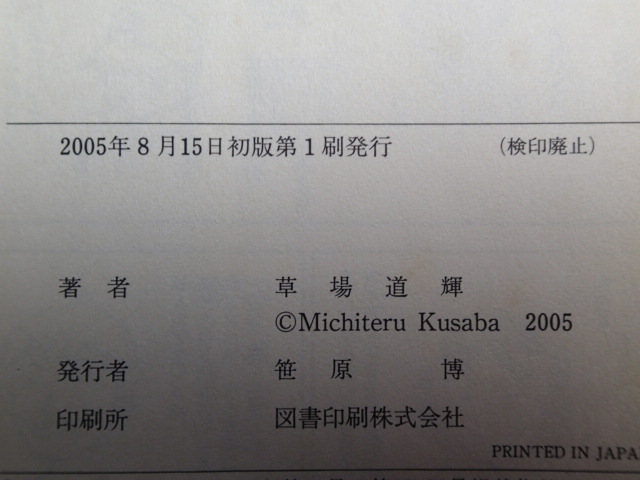 2005年8月15日初版第1刷発行 (検印廃止)
著者 草場道輝
©Michiteru Kusaba 2005
発行者 笹原 博
印刷所 図書印刷株式会社
PRINTED IN JAPA